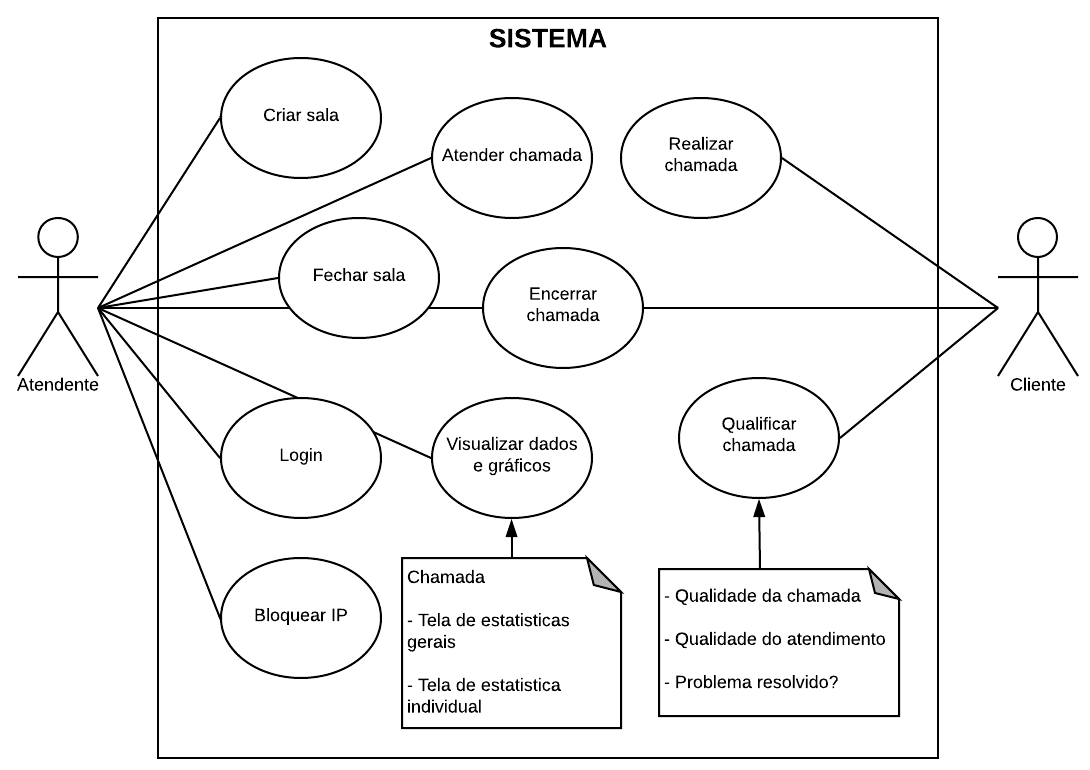 SISTEMA
Criar sala
Atender chamada
Realizar
chamada
Fechar sala
Encerrar
chamada
Atendente
Cliente
Login
Visualizar dados
e gráficos
Qualificar
chamada
Bloquear IP
Chamada
- Tela de estatisticas
gerais
- Tela de estatistica
individual
- Qualidade da chamada
- Qualidade do atendimento
- Problema resolvido?